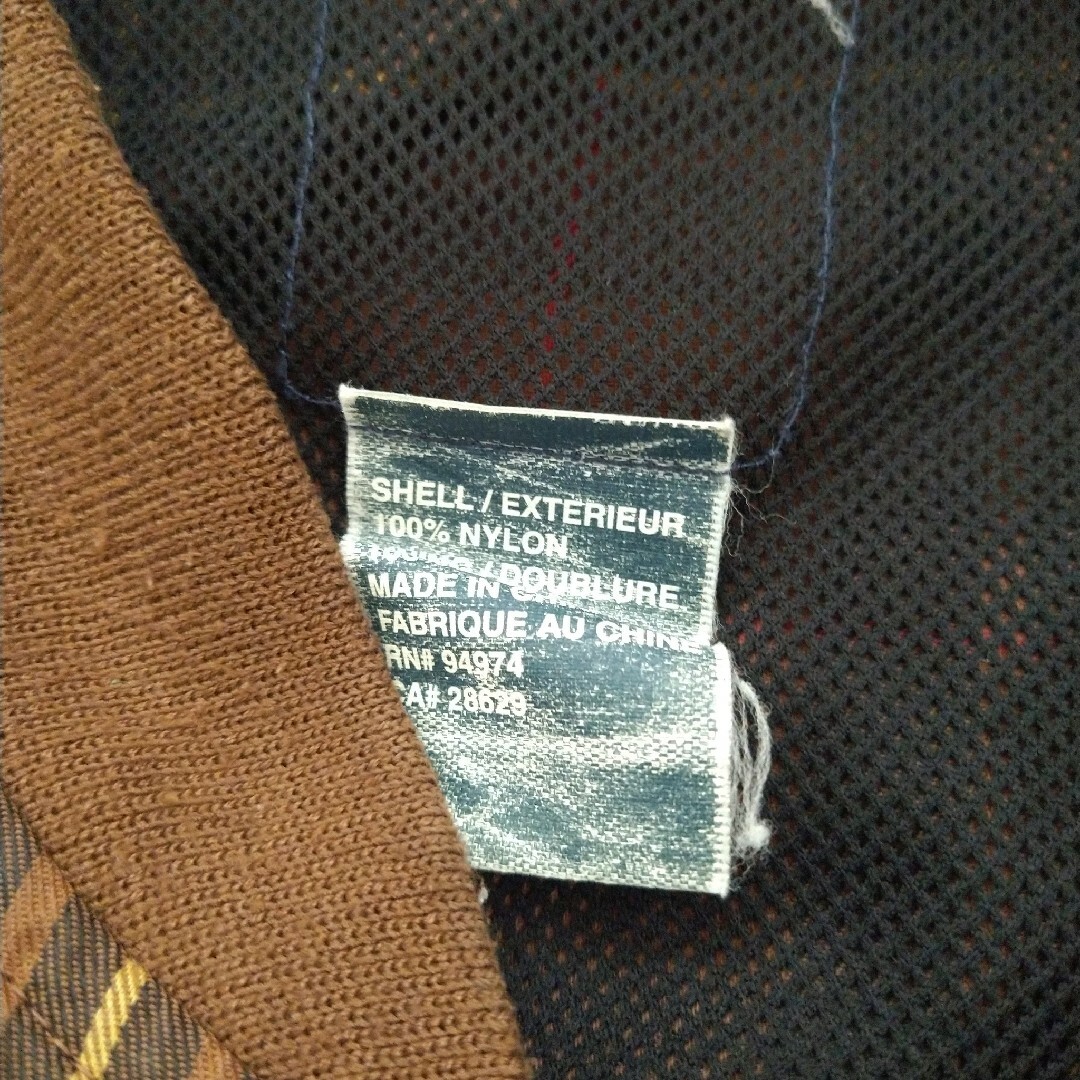 SHELL / EXTERIEUR
100% NYLON
/ DOUBLURE
MADE IN
FABRIQUE AU CHINE
RN# 94974
CA# 28629